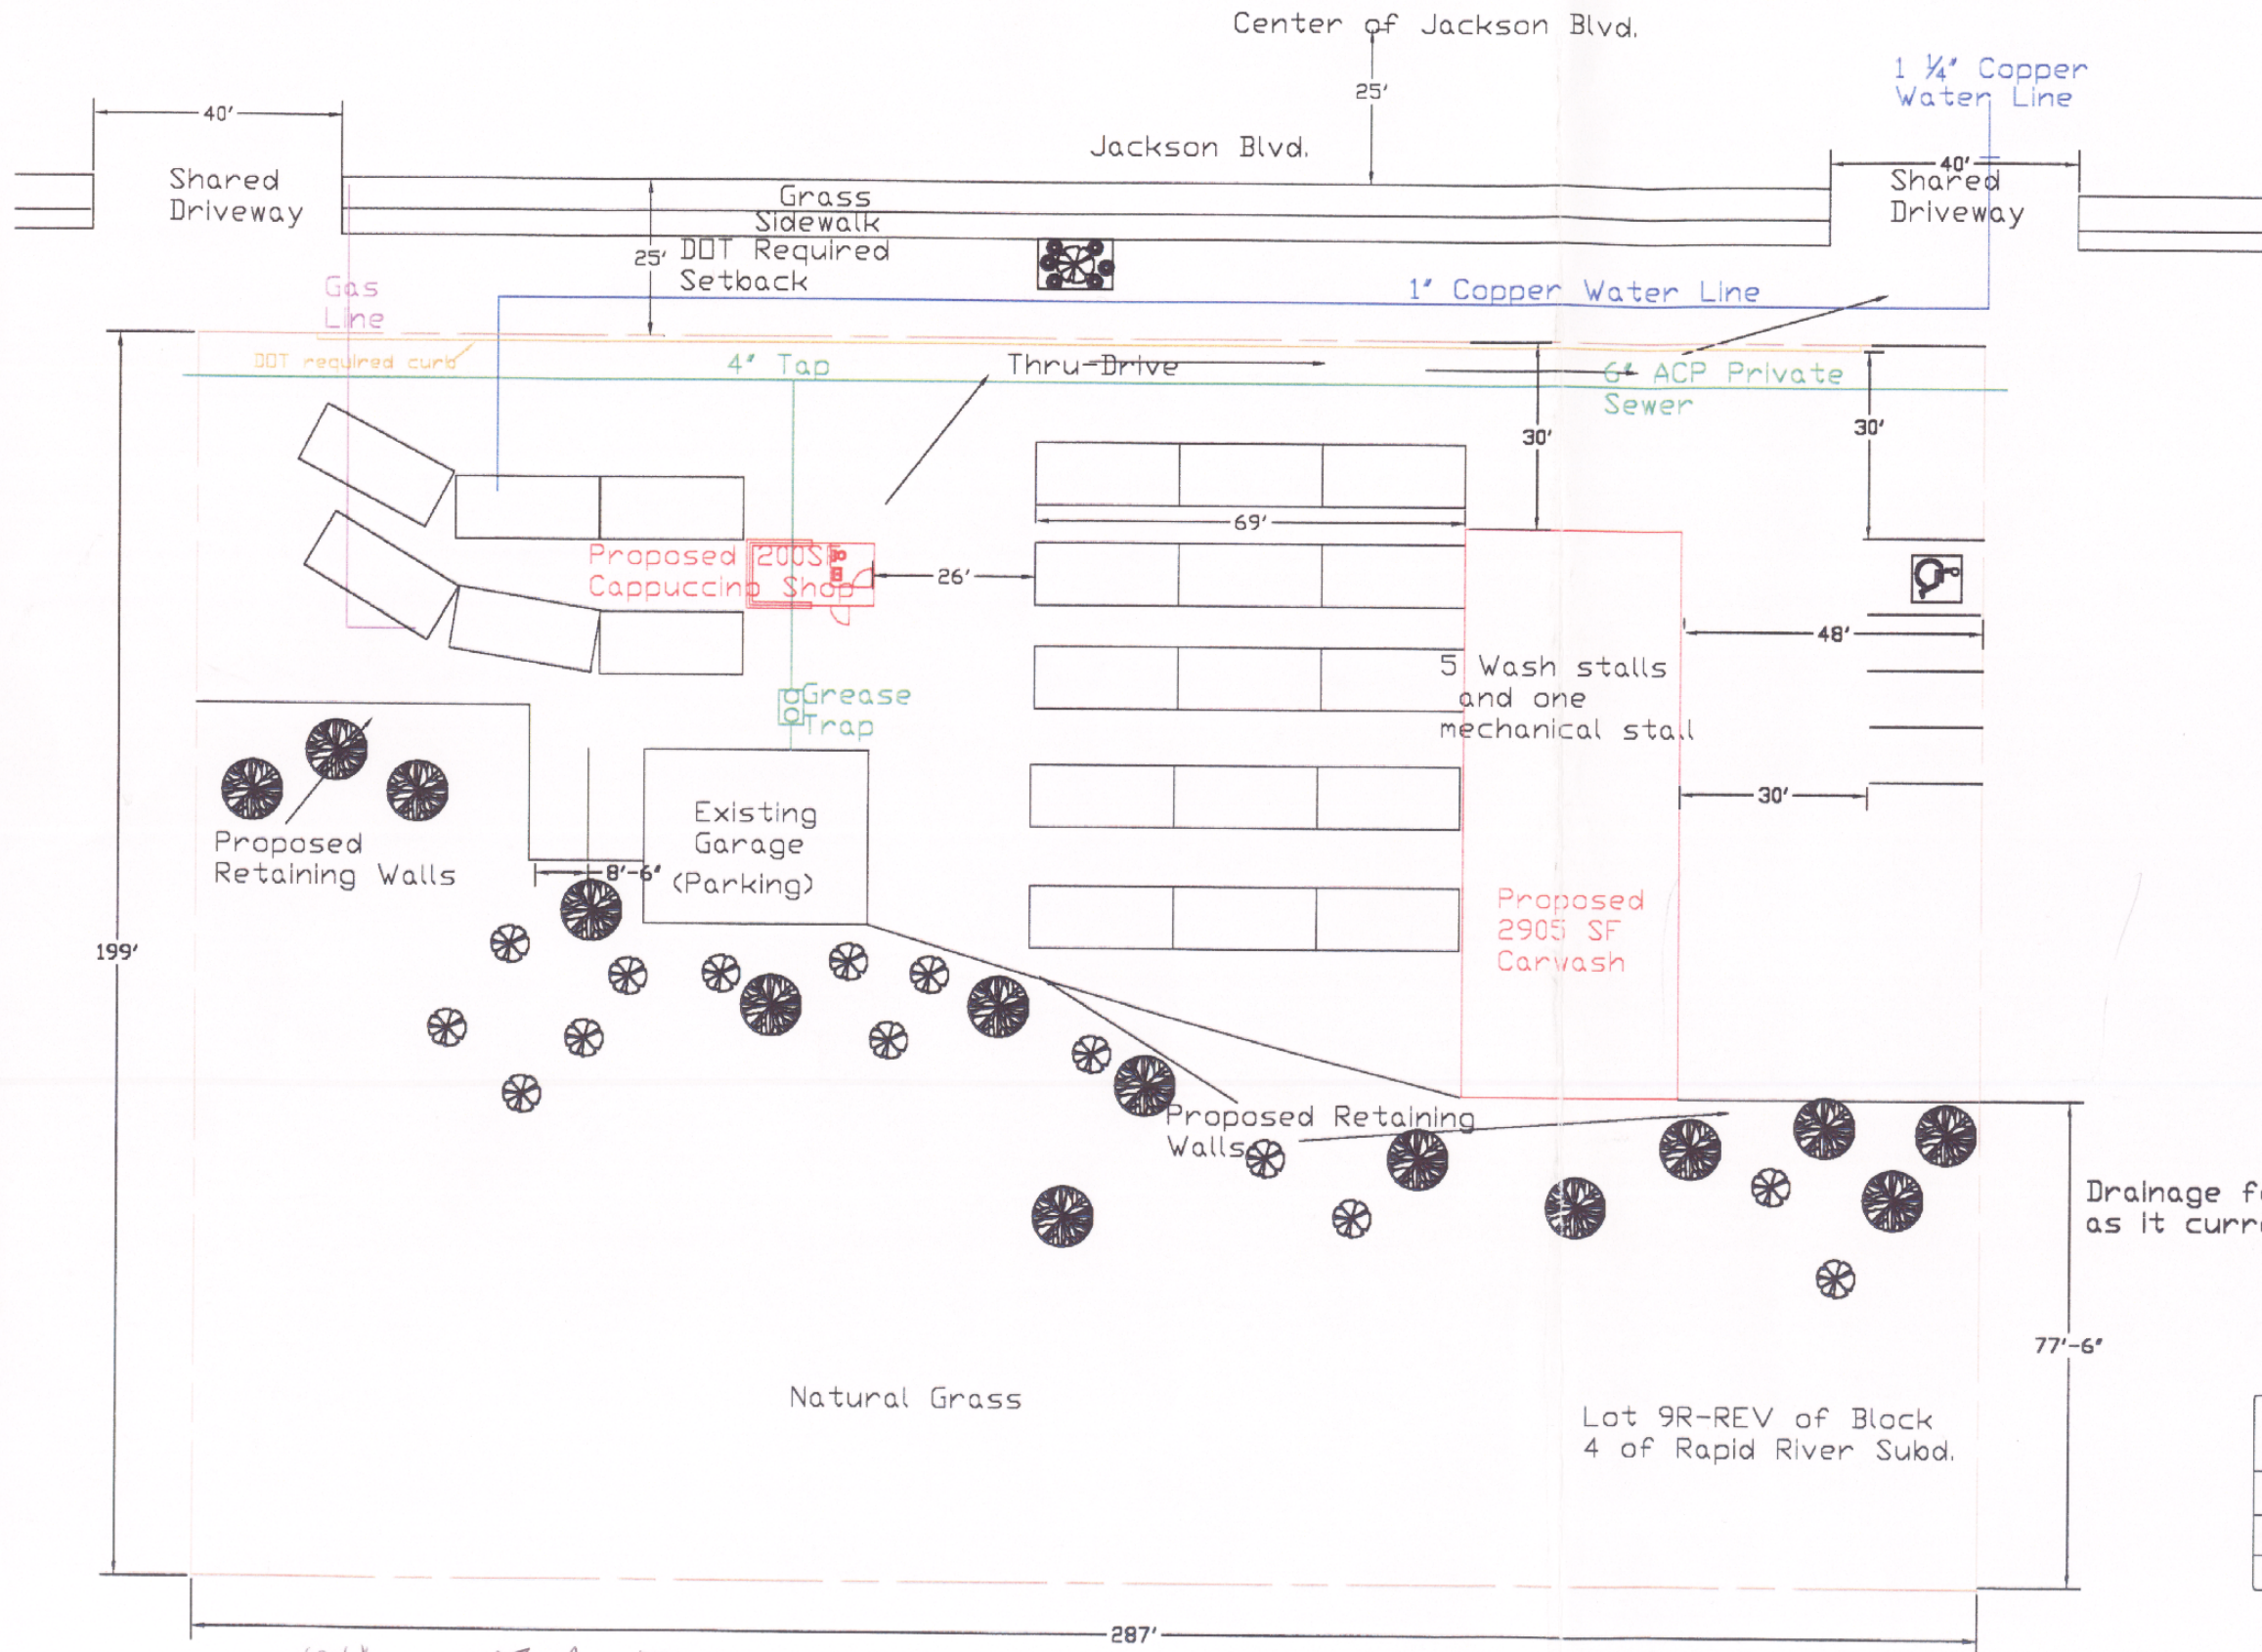 Center of Jackson Blvd.
1 ¼" Copper
Water Line
25'
40'
Jackson Blvd.
40'
Shared
Driveway
Shared
Driveway
Grass
Sidewalk
25'
DOT Required
Setback
Gas
Line
1" Copper Water Line
DOT required curb
4" Tap
Thru-Drive
6" ACP Private
Sewer
30'
30'
69'
Proposed 200SF
Cappuccino Shop
26'
48'
5 Wash stalls
and one
mechanical stall
Grease
Trap
30'
Existing
Garage
(Parking)
Proposed
Retaining Walls
8'-6"
Proposed
2905 SF
Carwash
199'
Proposed Retaining
Walls
Drainage
as it
77'-6"
Natural Grass
Lot 9R-REV of Block
4 of Rapid River Subd.
287'